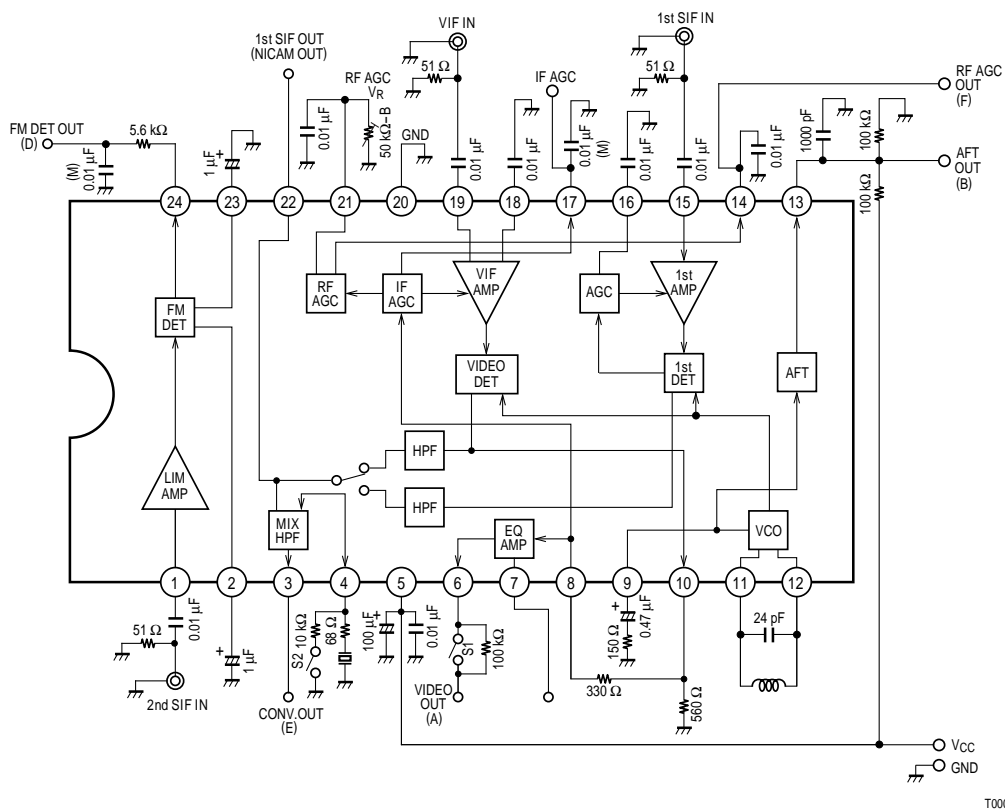 VIF IN
1st SIF IN
1st SIF OUT
(NICAM OUT)
51 Ω
51 Ω
RF AGC
OUT
(F)
RF AGC
VR
IF AGC
FM DET OUT
(D)
5.6 kΩ
(M)
0.01 µF
1 µF
+
0.01 µF
50 kΩ-B
GND
0.01 µF
0.01 µF
0.01 µF
(M)
0.01 µF
0.01 µF
0.01 µF
1000 pF
100 kΩ
AFT
OUT
(B)
100 kΩ
24
23
22
21
20
19
18
17
16
15
14
13
FM
DET
RF
AGC
IF
AGC
VIF
AMP
AGC
1st
AMP
VIDEO
DET
1st
DET
AFT
LIM
AMP
HPF
HPF
MIX
HPF
EQ
AMP
VCO
1
2
3
4
5
6
7
8
9
10
11
12
0.01 µF
51 Ω
2nd SIF IN
+
1 µF
CONV.OUT
(E)
S2
10 kΩ
68 Ω
100 µF
+
0.01 µF
S1
100 kΩ
VIDEO
OUT
(A)
330 Ω
+
0.47 µF
150 Ω
560 Ω
24 pF
VCC
GND